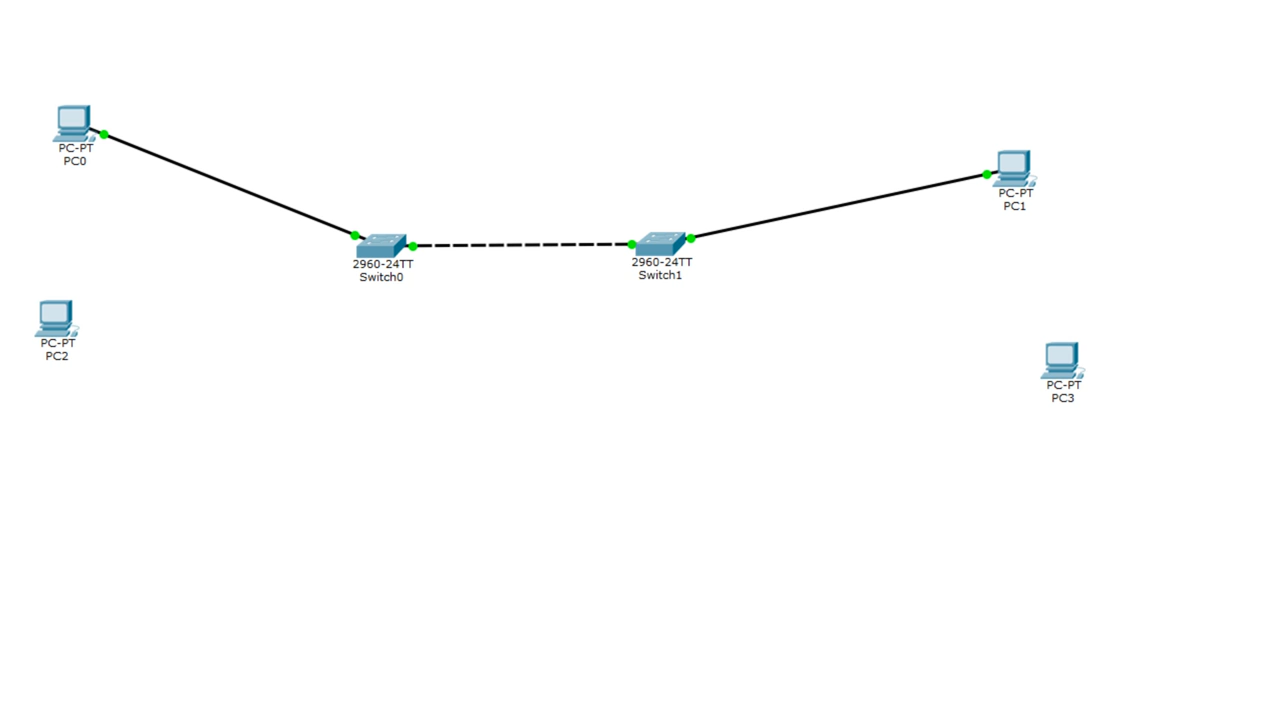 PC-PT
PC0
PC-PT
PC1
2960-24TT
Switch0
2960-24TT
Switch1
PC-PT
PC2
PC-PT
PC3